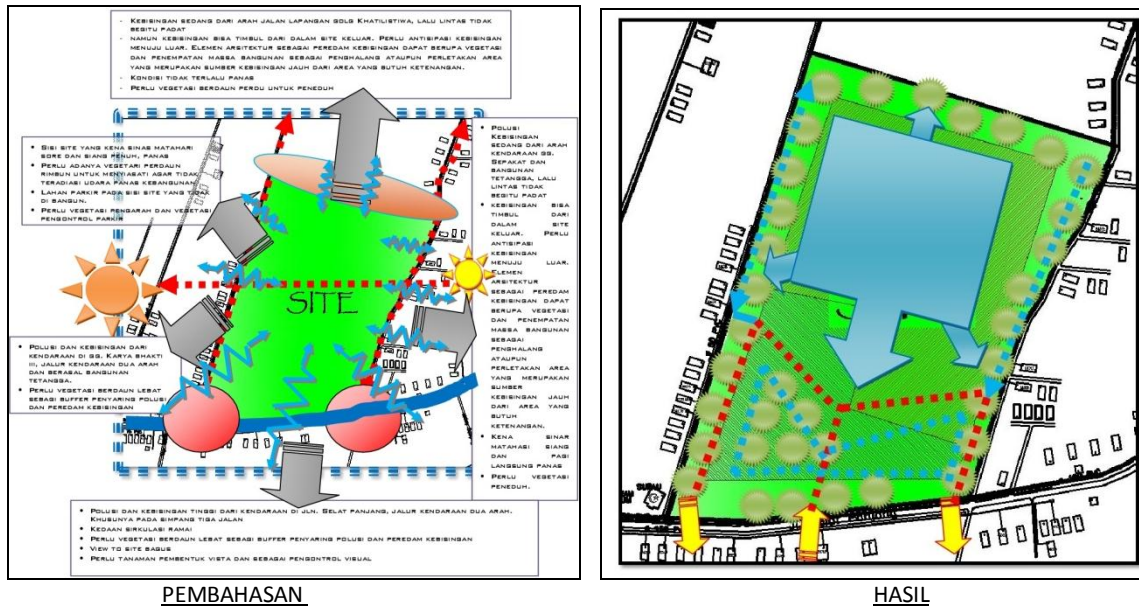 - KEBISINGAN SEDANG DARI ARAH JALAN LAPANGAN GOLG KHATILISTIWA, LALU LINTAS TIDAK
BEGITU PADAT
- NAMUN KEBISINGAN BISA TIMBUL DARI DALAM SITE KELUAR. PERLU ANTISIPASI KEBISINGAN
MENUJU LUAR. ELEMEN ARSITEKTUR SEBAGAI PEREDAM KEBISINGAN DAPAT BERUPA VEGETASI
DAN PENEMPATAN MASSA BANGUNAN SEBAGAI PENGHALANG ATAUPUN PERLETAKAN AREA
YANG MERUPAKAN SUMBER KEBISINGAN JAUH DARI AREA YANG BUTUH KETENANGAN.
- KONDISI TIDAK TERLALU PANAS
- PERLU VEGETASI BERDAUN PERDU UNTUK PENEDUH
• SISI SITE YANG KENA SINAS MATAHARI
SORE DAN SIANG PENUH, PANAS
• PERLU ADANYA VEGETARI PERDAUN
RIMBUN UNTUK MENYIASATI AGAR TIDAK
TERADIASI UDARA PANAS KEBANGUNAN
• LAHAN PARKIR PADA SISI SITE YANG TIDAK
DI BANGUN.
• PERLU VEGETASI PENGARAH DAN VEGETASI
PENGONTROL PARKIR
• POLUSI
KEBISINGAN
SEDANG DARI ARAH
KENDARAAN GG.
SEPAKAT DAN
BANGUNAN
TETANGGA, LALU
LINTAS TIDAK
BEGITU PADAT
• KEBISINGAN BISA
TIMBUL DARI
DALAM SITE
KELUAR. PERLU
ANTISIPASI
KEBISINGAN
MENUJU LUAR.
ELEMEN
ARSITEKTUR
SEBAGAI PEREDAM
KEBISINGAN DAPAT
BERUPA VEGETASI
DAN PENEMPATAN
MASSA BANGUNAN
SEBAGAI
PENGHALANG
ATAUPUN
PERLETAKAN AREA
YANG MERUPAKAN
SUMBER
KEBISINGAN JAUH
DARI AREA YANG
BUTUH
KETENANGAN.
• KENA SINAR
MATAHASI SIANG
DAN PAGI
LANGSUNG PANAS
• PERLU VEGETASI
PENEDUH.
SITE
• POLUSI DAN KEBISINGAN DARI
KENDARAAN DI GG. KARYA BHAKTI
III, JALUR KENDARAAN DUA ARAH
DAN BERASAL BANGUNAN
TETANGGA.
• PERLU VEGETASI BERDAUN LEBAT
SEBAGAI BUFFER PENYARING POLUSI
DAN PEREDAM KEBISINGAN
• POLUSI DAN KEBISINGAN TINGGI DARI KENDARAAN DI JLN. SELAT PANJANG, JALUR KENDARAAN DUA ARAH.
KHUSUNYA PADA SIMPANG TIGA JALAN
• KEDAAN SIRKULASI RAMAI
• PERLU VEGETASI BERDAUN LEBAT SEBAGAI BUFFER PENYARING POLUSI DAN PEREDAM KEBISINGAN
• VIEW TO SITE BAGUS
• PERLU TANAMAN PEMBENTUK VISTA DAN SEBAGAI PENGONTROL VISUAL
PEMBAHASAN
HASIL